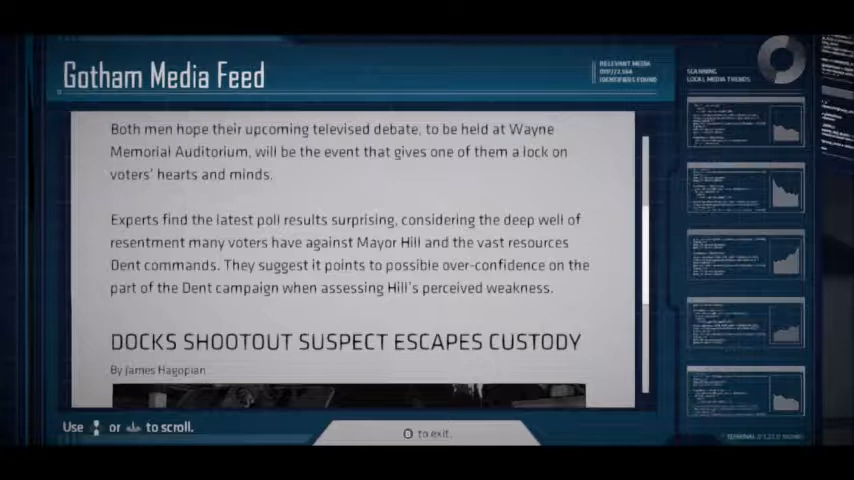 Gotham Media Feed
RELEVANT MEDIA
IDENTIFIERS FOUND
SCANNING
LOCAL MEDIA TRENDS
Both men hope their upcoming televised debate, to be held at Wayne
Memorial Auditorium, will be the event that gives one of them a lock on
voters' hearts and minds.
Experts find the latest poll results surprising, considering the deep well of
resentment many voters have against Mayor Hill and the vast resources
Dent commands. They suggest it points to possible over-confidence on the
part of the Dent campaign when assessing Hill's perceived weakness.
DOCKS SHOOTOUT SUSPECT ESCAPES CUSTODY
By James Hagopian
Use or to scroll.
O to exit.
TERMINAL